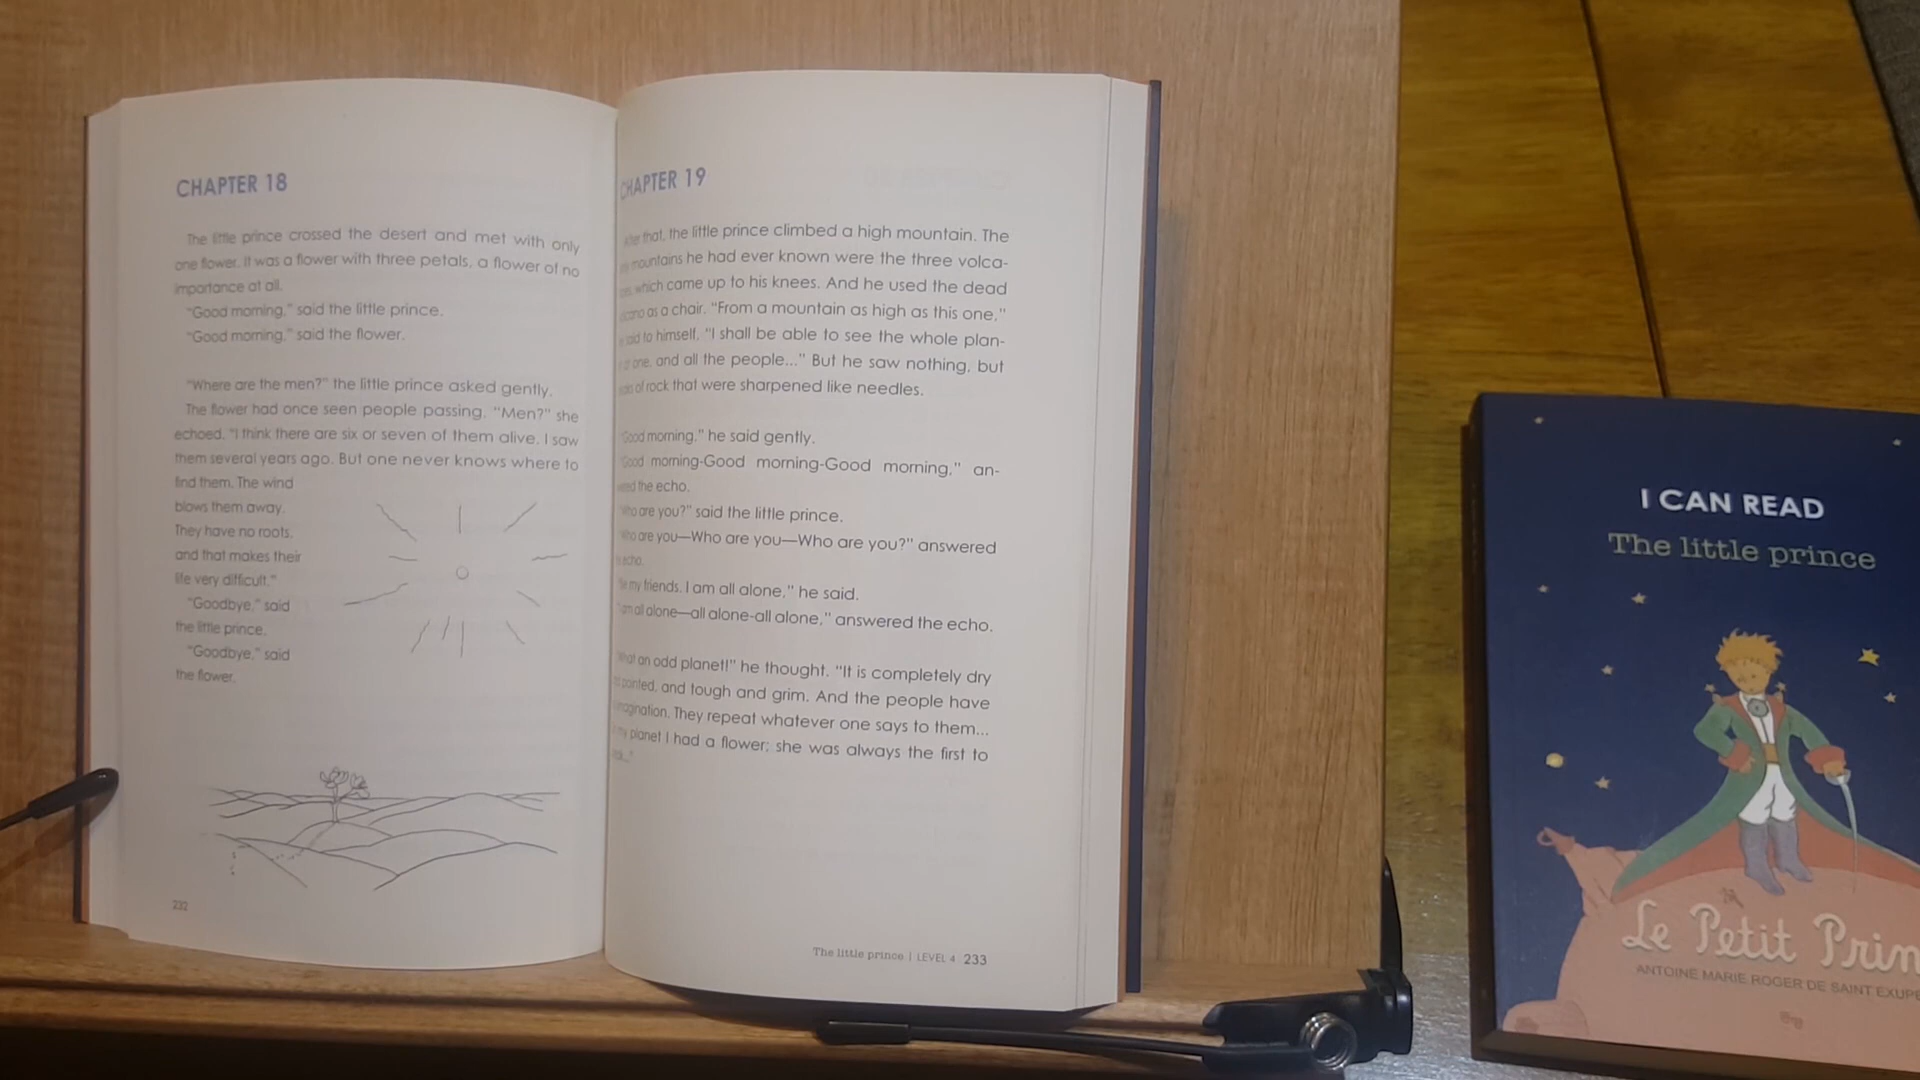 CHAPTER 18
The little prince crossed the desert and met with only
one flower. It was a flower with three petals, a flower of no
importance at all.
"Good morning," said the little prince.
"Good morning," said the flower.
"Where are the men?" the little prince asked gently.
The flower had once seen people passing. "Men?" she
echoed. "I think there are six or seven of them alive. I saw
them several years ago. But one never knows where to
find them. The wind
blows them away.
They have no roots,
and that makes their
life very difficult."
"Goodbye," said
the little prince.
"Goodbye," said
the flower.
232
CHAPTER 19
After that, the little prince climbed a high mountain. The
mountains he had ever known were the three volca-
which came up to his knees. And he used the dead
as a chair. "From a mountain as high as this one,"
said to himself, "I shall be able to see the whole plan-
one, and all the people..." But he saw nothing, but
of rock that were sharpened like needles.
"Good morning," he said gently.
"Good morning-Good morning-Good morning," an-
the echo.
"Who are you?" said the little prince.
"Who are you—Who are you—Who are you?" answered
echo.
my friends. I am all alone," he said.
"I am all alone—all alone-all alone," answered the echo.
"What an odd planet!" he thought. "It is completely dry
pointed, and tough and grim. And the people have
imagination. They repeat whatever one says to them...
my planet I had a flower; she was always the first to
The little prince | LEVEL 4 233
I CAN READ
The little prince
Le Petit Prin
ANTOINE MARIE ROGER DE SAINT EXUPÉ